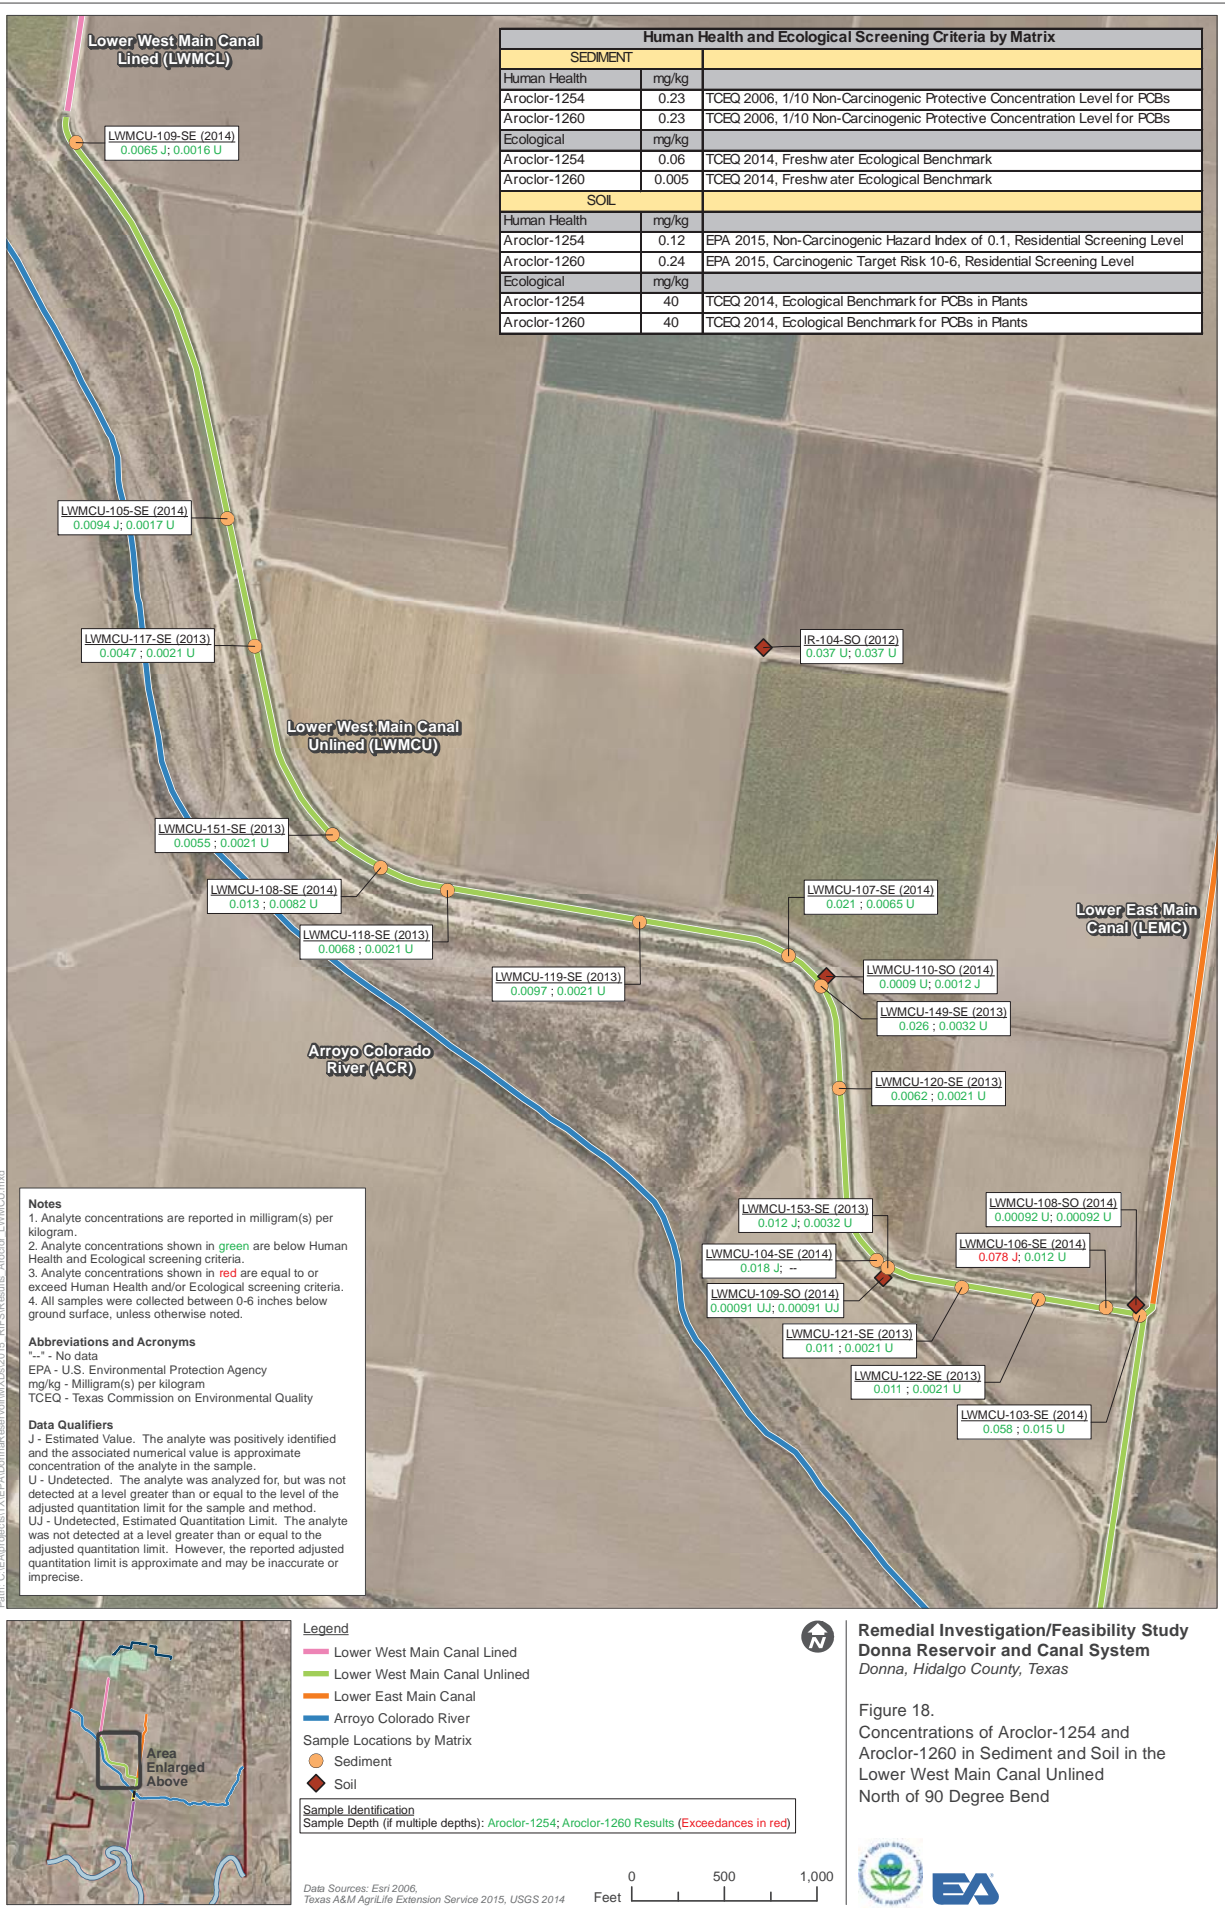 Lower West Main Canal
Lined (LWMCL)
Human Health and Ecological Screening Criteria by Matrix
SEDIMENT
Human Health mg/kg
Aroclor-1254 0.23 TCEQ 2006, 1/10 Non-Carcinogenic Protective Concentration Level for PCBs
Aroclor-1260 0.23 TCEQ 2006, 1/10 Non-Carcinogenic Protective Concentration Level for PCBs
Ecological mg/kg
Aroclor-1254 0.06 TCEQ 2014, Freshwater Ecological Benchmark
Aroclor-1260 0.005 TCEQ 2014, Freshwater Ecological Benchmark
SOIL
Human Health mg/kg
Aroclor-1254 0.12 EPA 2015, Non-Carcinogenic Hazard Index of 0.1, Residential Screening Level
Aroclor-1260 0.24 EPA 2015, Carcinogenic Target Risk 10-6, Residential Screening Level
Ecological mg/kg
Aroclor-1254 40 TCEQ 2014, Ecological Benchmark for PCBs in Plants
Aroclor-1260 40 TCEQ 2014, Ecological Benchmark for PCBs in Plants
LWMCU-109-SE (2014)
0.0065 J; 0.0016 U
LWMCU-105-SE (2014)
0.0094 J; 0.0017 U
LWMCU-117-SE (2013)
0.0047 ; 0.0021 U
IR-104-SO (2012)
0.037 U; 0.037 U
Lower West Main Canal
Unlined (LWMCU)
LWMCU-151-SE (2013)
0.0055 ; 0.0021 U
LWMCU-108-SE (2014)
0.013 ; 0.0082 U
LWMCU-118-SE (2013)
0.0068 ; 0.0021 U
LWMCU-119-SE (2013)
0.0097 ; 0.0021 U
LWMCU-107-SE (2014)
0.021 ; 0.0065 U
Lower East Main
Canal (LEMC)
LWMCU-110-SO (2014)
0.0009 U; 0.0012 J
LWMCU-149-SE (2013)
0.026 ; 0.0032 U
Arroyo Colorado
River (ACR)
LWMCU-120-SE (2013)
0.0062 ; 0.0021 U
LWMCU-153-SE (2013)
0.012 J; 0.0032 U
LWMCU-104-SE (2014)
0.018 J; --
LWMCU-109-SO (2014)
0.00091 UJ; 0.00091 UJ
LWMCU-108-SO (2014)
0.00092 U; 0.00092 U
LWMCU-106-SE (2014)
0.078 J; 0.012 U
LWMCU-121-SE (2013)
0.011 ; 0.0021 U
LWMCU-122-SE (2013)
0.011 ; 0.0021 U
LWMCU-103-SE (2014)
0.058 ; 0.015 U
Notes
1. Analyte concentrations are reported in milligram(s) per
kilogram.
2. Analyte concentrations shown in green are below Human
Health and Ecological screening criteria.
3. Analyte concentrations shown in red are equal to or
exceed Human Health and/or Ecological screening criteria.
4. All samples were collected between 0-6 inches below
ground surface, unless otherwise noted.
Abbreviations and Acronyms
"--" - No data
EPA - U.S. Environmental Protection Agency
mg/kg - Milligram(s) per kilogram
TCEQ - Texas Commission on Environmental Quality
Data Qualifiers
J - Estimated Value. The analyte was positively identified
and the associated numerical value is approximate
concentration of the analyte in the sample.
U - Undetected. The analyte was analyzed for, but was not
detected at a level greater than or equal to the level of the
adjusted quantitation limit for the sample and method.
UJ - Undetected, Estimated Quantitation Limit. The analyte
was not detected at a level greater than or equal to the
adjusted quantitation limit. However, the reported adjusted
quantitation limit is approximate and may be inaccurate or
imprecise.
Area
Enlarged
Above
Legend
Lower West Main Canal Lined
Lower West Main Canal Unlined
Lower East Main Canal
Arroyo Colorado River
Sample Locations by Matrix
Sediment
Soil
Sample Identification
Sample Depth (if multiple depths): Aroclor-1254; Aroclor-1260 Results (Exceedances in red)
Data Sources: Esri 2006,
Texas A&M AgriLife Extension Service 2015, USGS 2014
N
0 500 1,000
Feet
Remedial Investigation/Feasibility Study
Donna Reservoir and Canal System
Donna, Hidalgo County, Texas
Figure 18.
Concentrations of Aroclor-1254 and
Aroclor-1260 in Sediment and Soil in the
Lower West Main Canal Unlined
North of 90 Degree Bend
EA